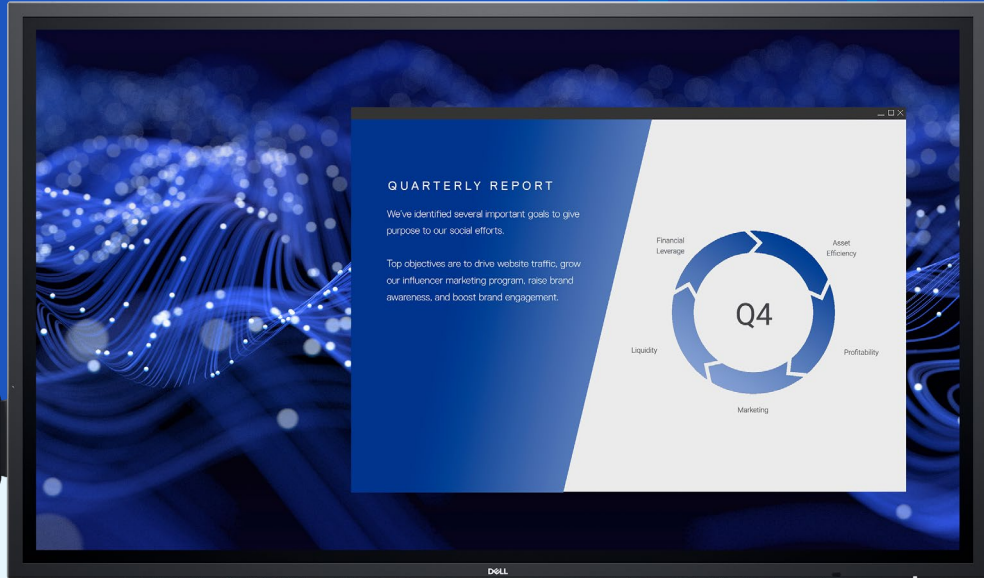 QUARTERLY REPORT
We've identified several important goals to give
purpose to our social efforts.
Top objectives are to drive website traffic, grow
our influencer marketing program, raise brand
awareness, and boost brand engagement.
Financial
Leverage
Asset
Efficiency
Q4
Liquidity
Profitability
Marketing
DELL